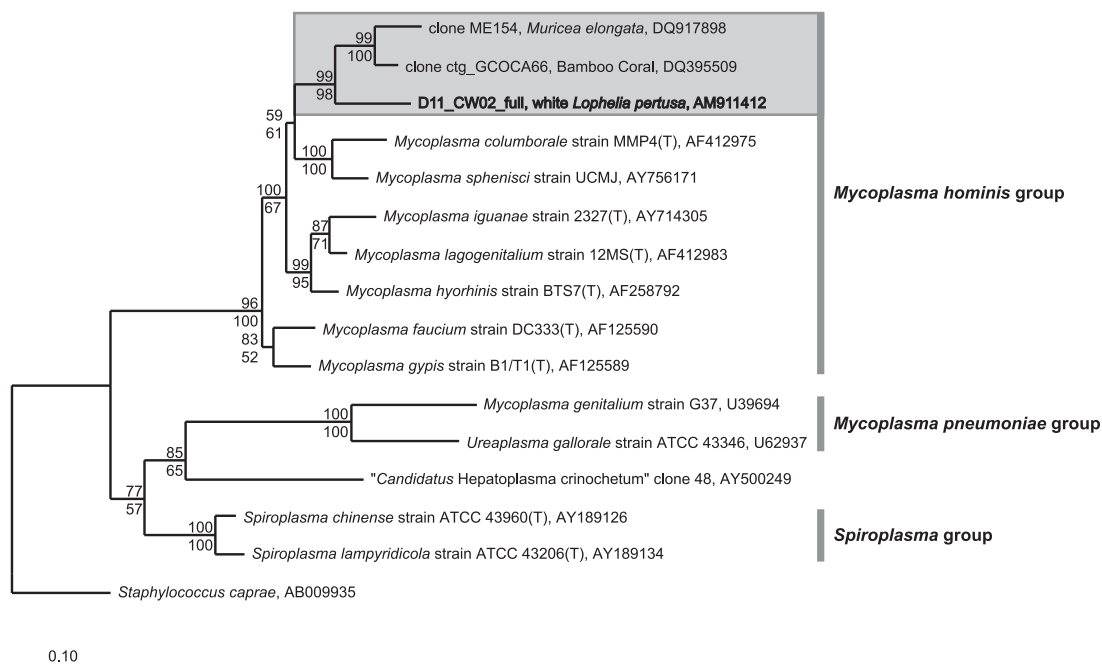 99
100
clone ME154, Muricea elongata, DQ917898
clone ctg_GCOCA66, Bamboo Coral, DQ395509
99
98
D11_CW02_full, white Lophelia pertusa, AM911412
59
61
100
100
Mycoplasma columborale strain MMP4(T), AF412975
Mycoplasma sphenisci strain UCMJ, AY756171
Mycoplasma hominis group
100
67
87
71
Mycoplasma iguanae strain 2327(T), AY714305
Mycoplasma lagogenitalium strain 12MS(T), AF412983
99
95
Mycoplasma hyorhinis strain BTS7(T), AF258792
96
100
83
52
Mycoplasma faucium strain DC333(T), AF125590
Mycoplasma gypis strain B1/T1(T), AF125589
100
100
Mycoplasma genitalium strain G37, U39694
Ureaplasma gallorale strain ATCC 43346, U62937
Mycoplasma pneumoniae group
85
65
"Candidatus Hepatoplasma crinochetum" clone 48, AY500249
77
57
100
100
Spiroplasma chinense strain ATCC 43960(T), AY189126
Spiroplasma lampyridicola strain ATCC 43206(T), AY189134
Spiroplasma group
Staphylococcus caprae, AB009935
0.10